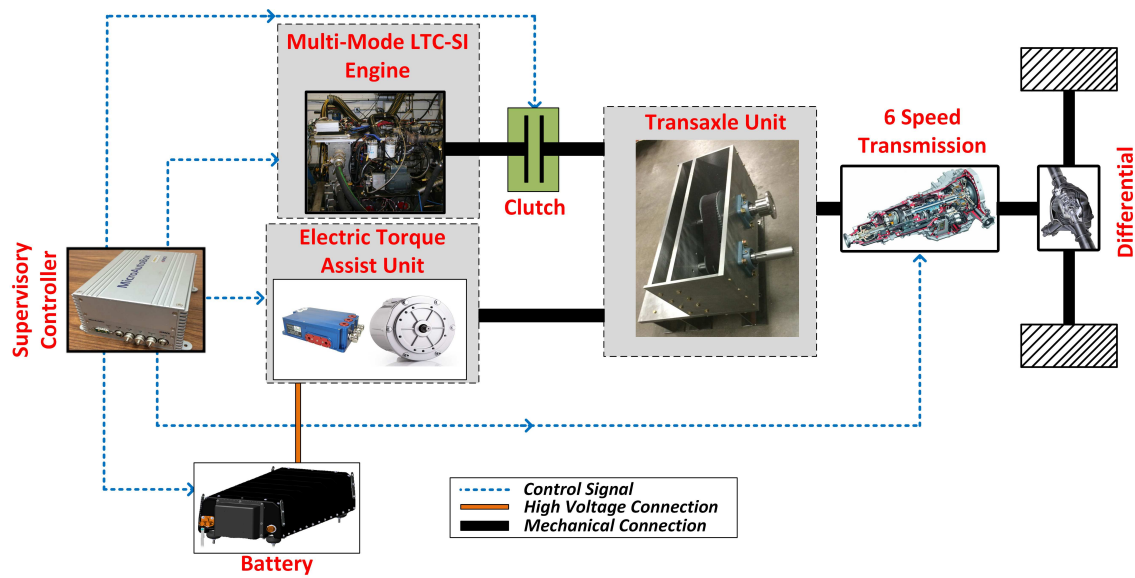 Multi-Mode LTC-SI
Engine
Clutch
Transaxle Unit
6 Speed
Transmission
Differential
Electric Torque
Assist Unit
Supervisory
Controller
MicroAutoBox
Battery
Control Signal
High Voltage Connection
Mechanical Connection